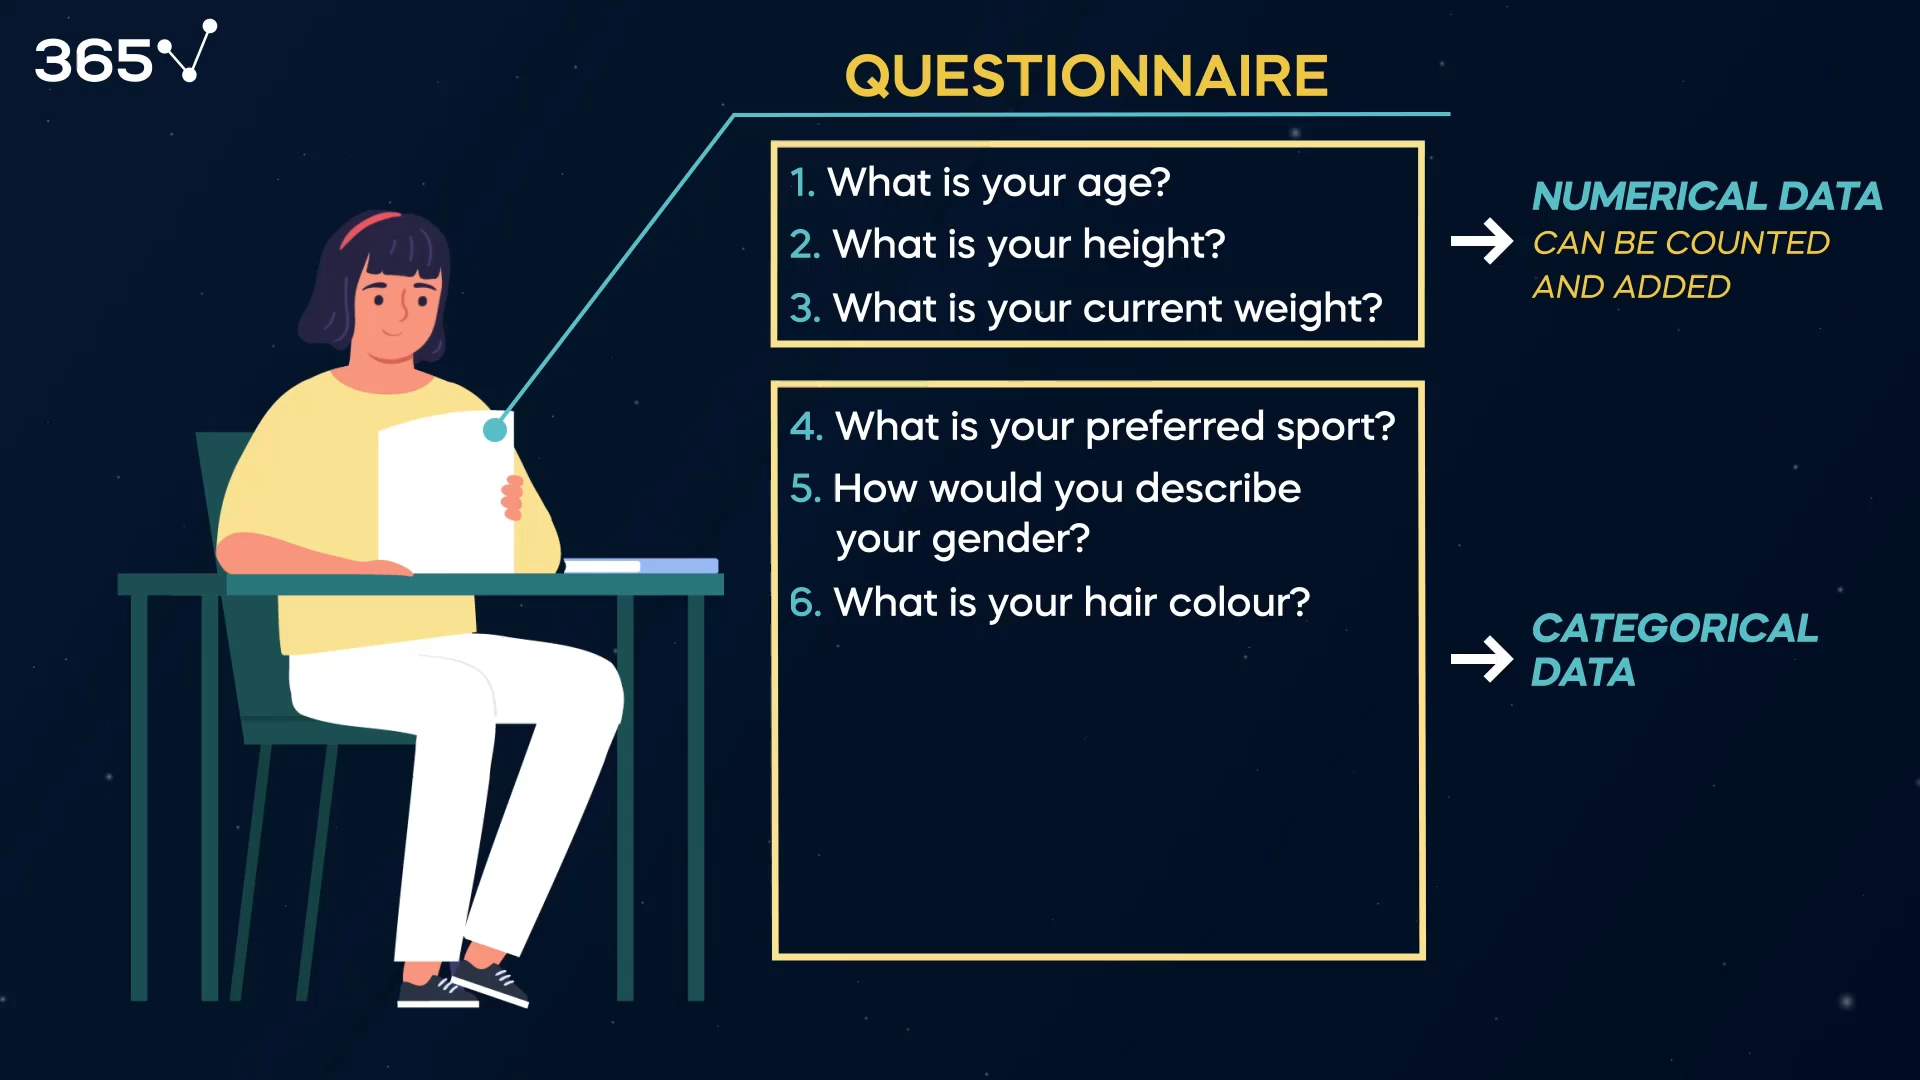 365
QUESTIONNAIRE
1. What is your age?
2. What is your height?
3. What is your current weight?
NUMERICAL DATA
CAN BE COUNTED
AND ADDED
4. What is your preferred sport?
5. How would you describe
your gender?
6. What is your hair colour?
CATEGORICAL
DATA